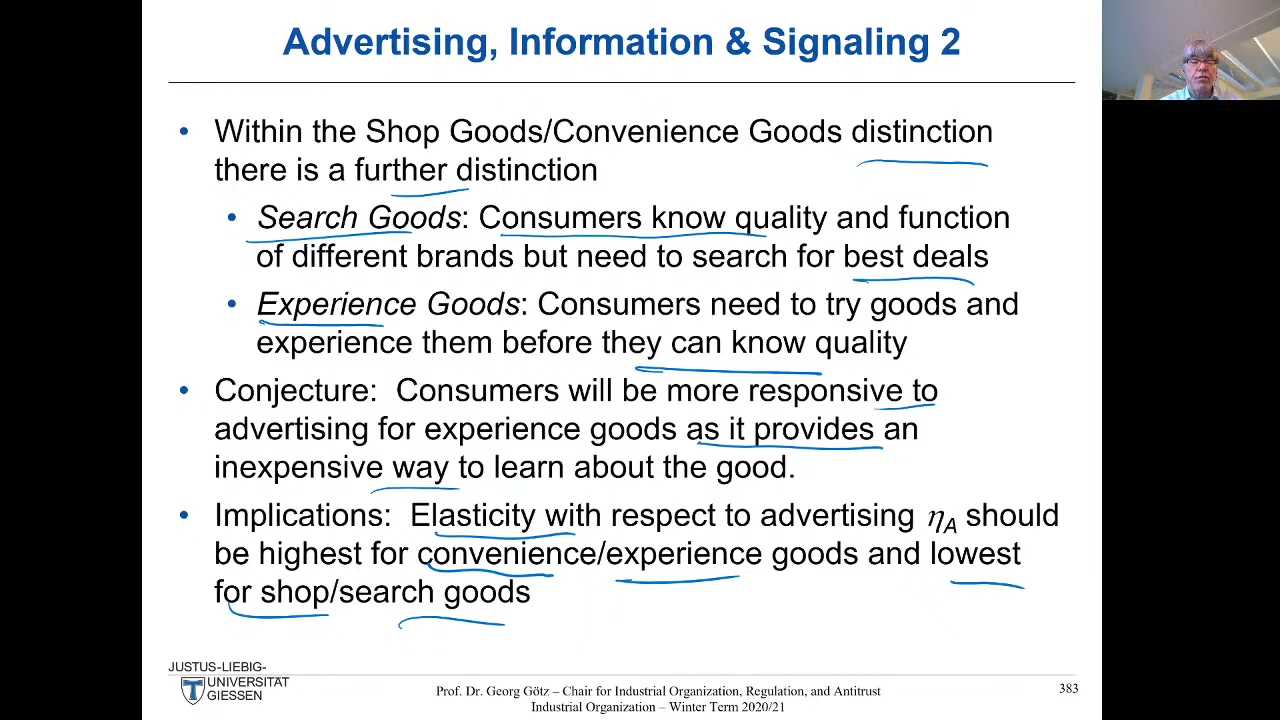 Advertising, Information & Signaling 2
• Within the Shop Goods/Convenience Goods distinction
there is a further distinction
• Search Goods: Consumers know quality and function
of different brands but need to search for best deals
• Experience Goods: Consumers need to try goods and
experience them before they can know quality
• Conjecture: Consumers will be more responsive to
advertising for experience goods as it provides an
inexpensive way to learn about the good.
• Implications: Elasticity with respect to advertising ηA should
be highest for convenience/experience goods and lowest
for shop/search goods
JUSTUS-LIEBIG-
UNIVERSITÄT
GIESSEN
Prof. Dr. Georg Götz – Chair for Industrial Organization, Regulation, and Antitrust
Industrial Organization – Winter Term 2020/21
383